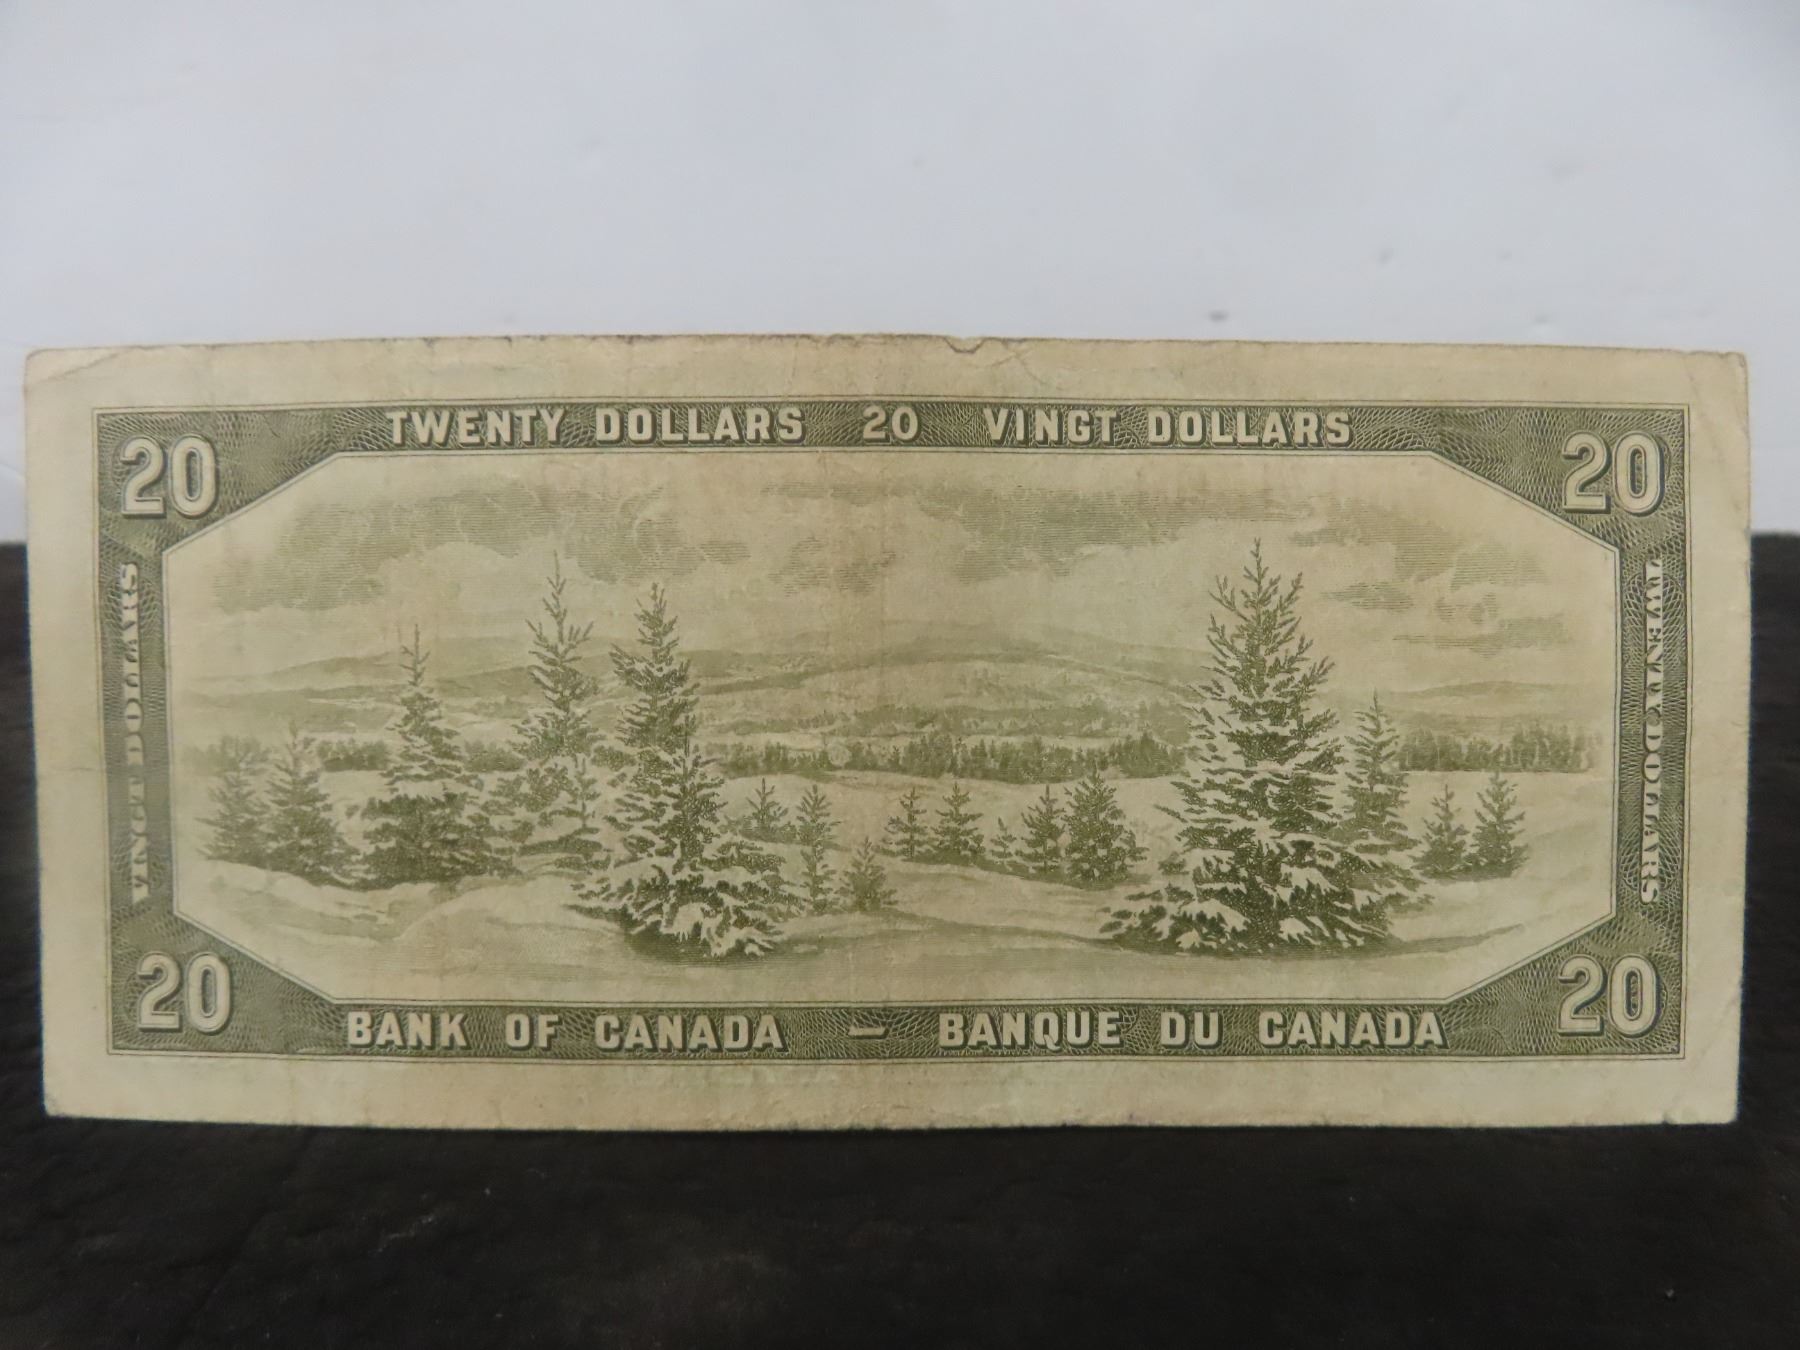 TWENTY DOLLARS 20 VINGT DOLLARS
20
20
VINGT DOLLARS
TWENTY DOLLARS
20
20
BANK OF CANADA — BANQUE DU CANADA